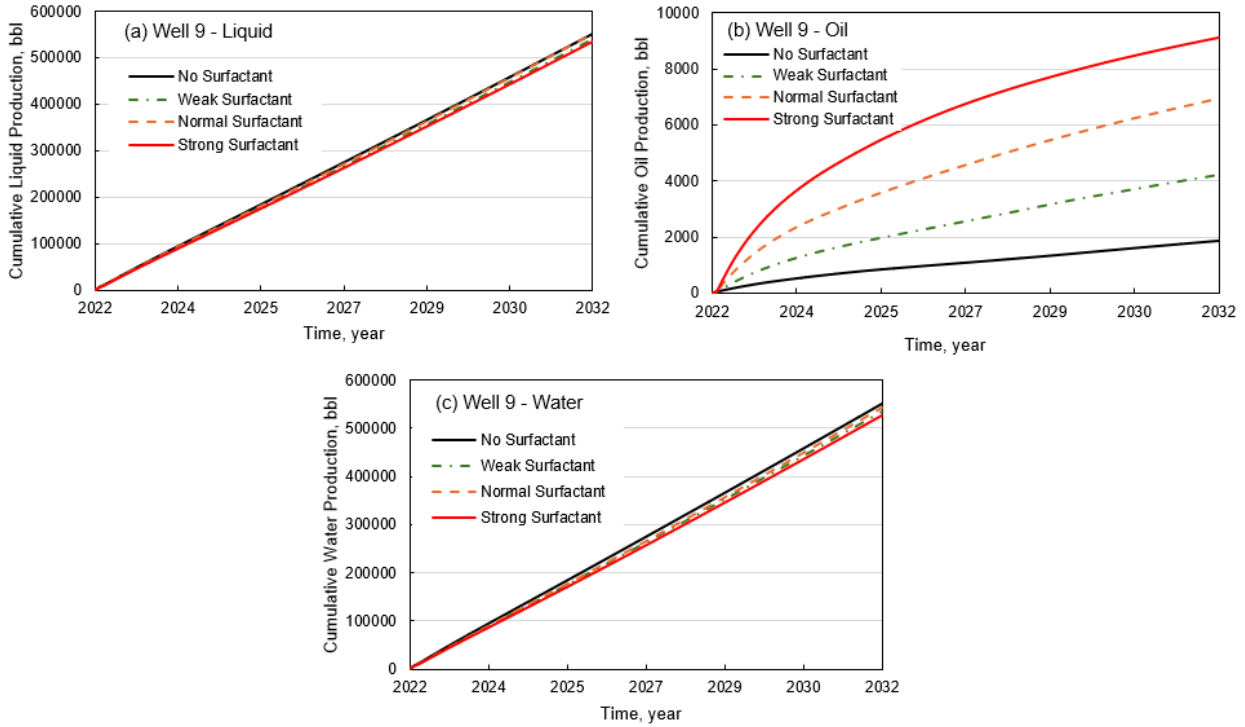 (a) Well 9 - Liquid
No Surfactant
Weak Surfactant
Normal Surfactant
Strong Surfactant
Cumulative Liquid Production, bbl
600000
500000
400000
300000
200000
100000
0
2022 2024 2025 2027 2029 2030 2032
Time, year
(b) Well 9 - Oil
No Surfactant
Weak Surfactant
Normal Surfactant
Strong Surfactant
Cumulative Oil Production, bbl
10000
8000
6000
4000
2000
0
2022 2024 2025 2027 2029 2030 2032
Time, year
(c) Well 9 - Water
No Surfactant
Weak Surfactant
Normal Surfactant
Strong Surfactant
Cumulative Water Production, bbl
600000
500000
400000
300000
200000
100000
0
2022 2024 2025 2027 2029 2030 2032
Time, year